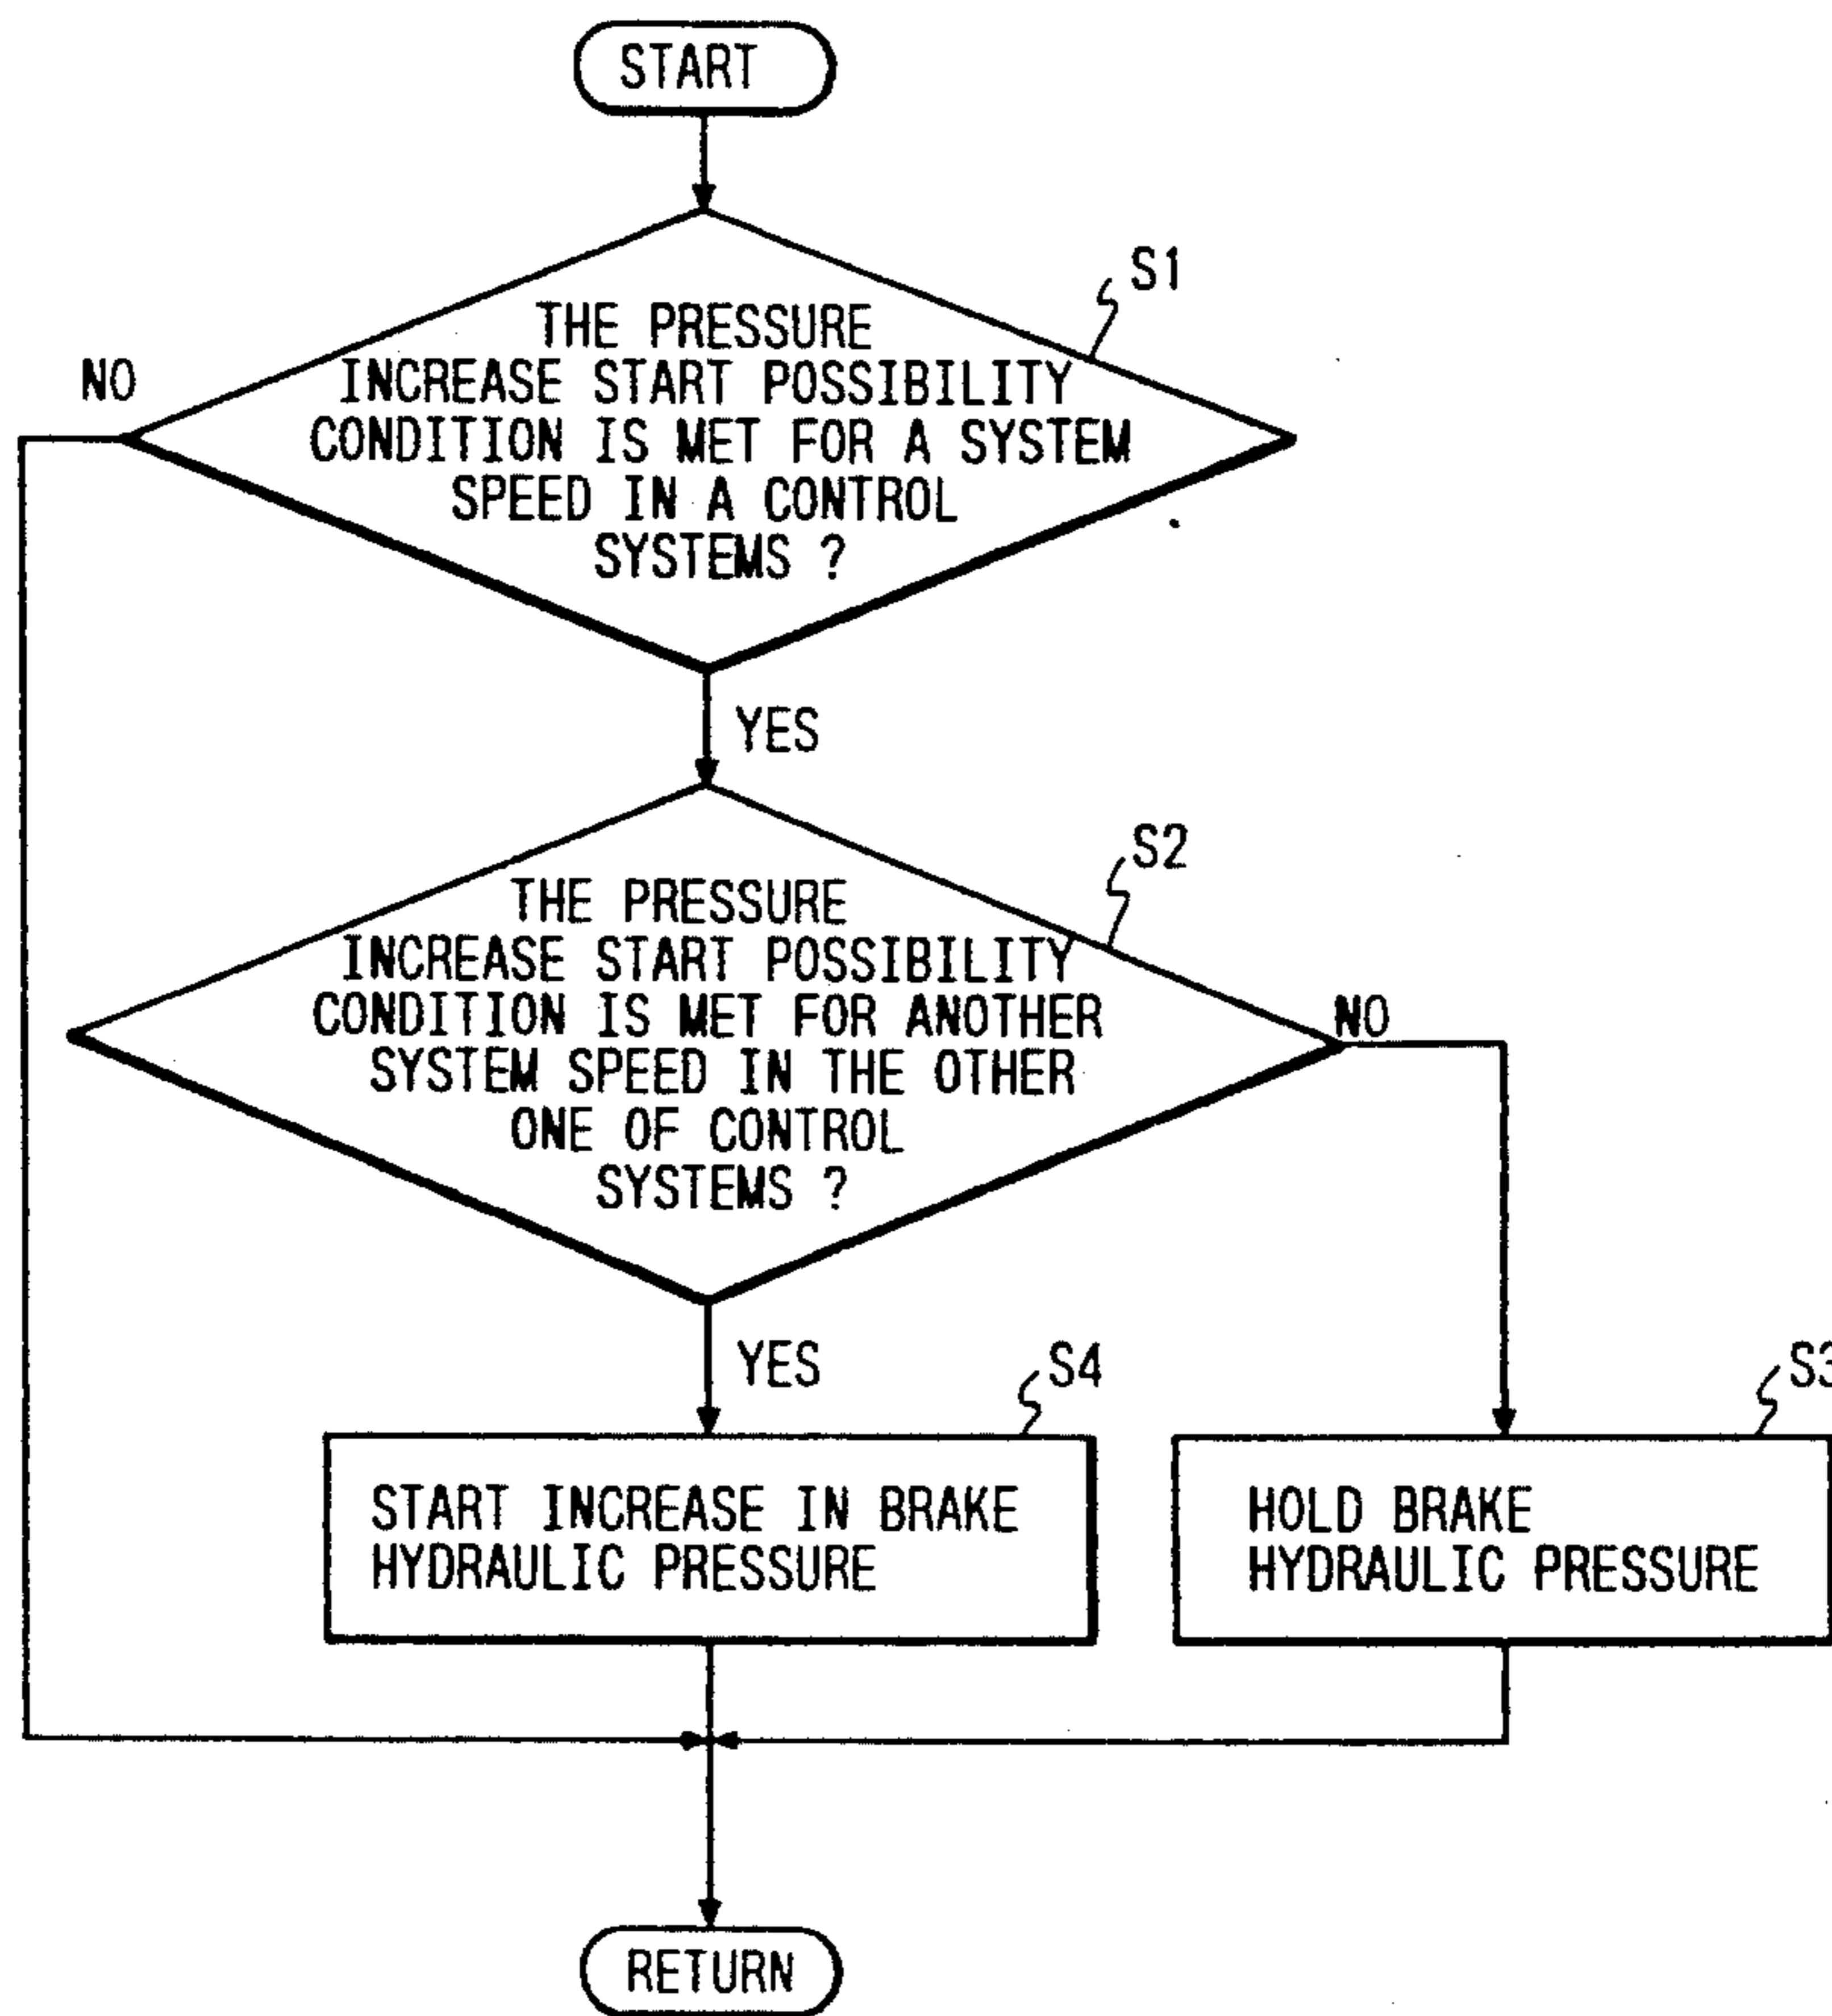 START
S1
THE PRESSURE
INCREASE START POSSIBILITY
CONDITION IS MET FOR A SYSTEM
SPEED IN A CONTROL
SYSTEMS ?
NO
YES
S2
THE PRESSURE
INCREASE START POSSIBILITY
CONDITION IS MET FOR ANOTHER
SYSTEM SPEED IN THE OTHER
ONE OF CONTROL
SYSTEMS ?
NO
YES
S4
START INCREASE IN BRAKE
HYDRAULIC PRESSURE
S3
HOLD BRAKE
HYDRAULIC PRESSURE
RETURN